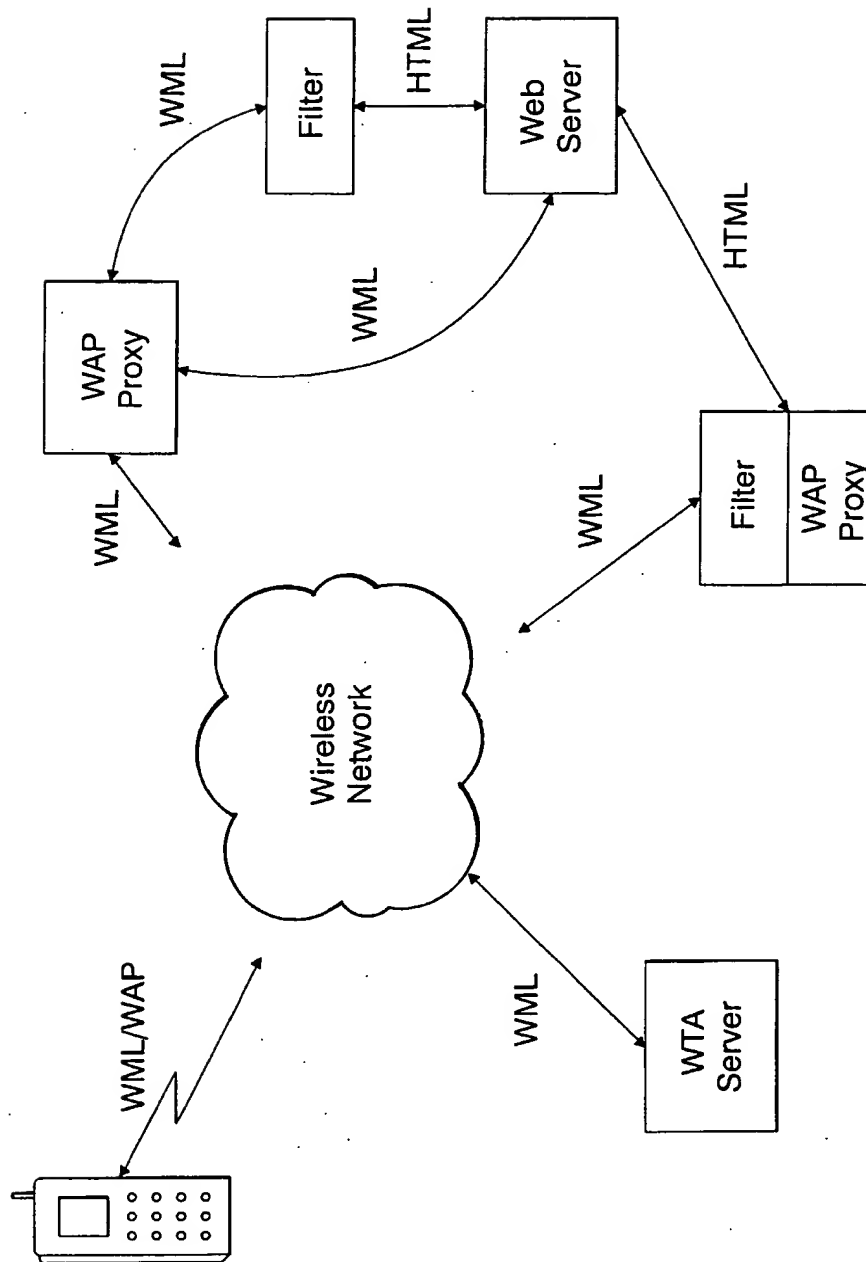 WML/WAP
Wireless
Network
WML
WTA
Server
WML
WAP
Proxy
WML
WML
Filter
HTML
Web
Server
HTML
WML
Filter
WAP
Proxy